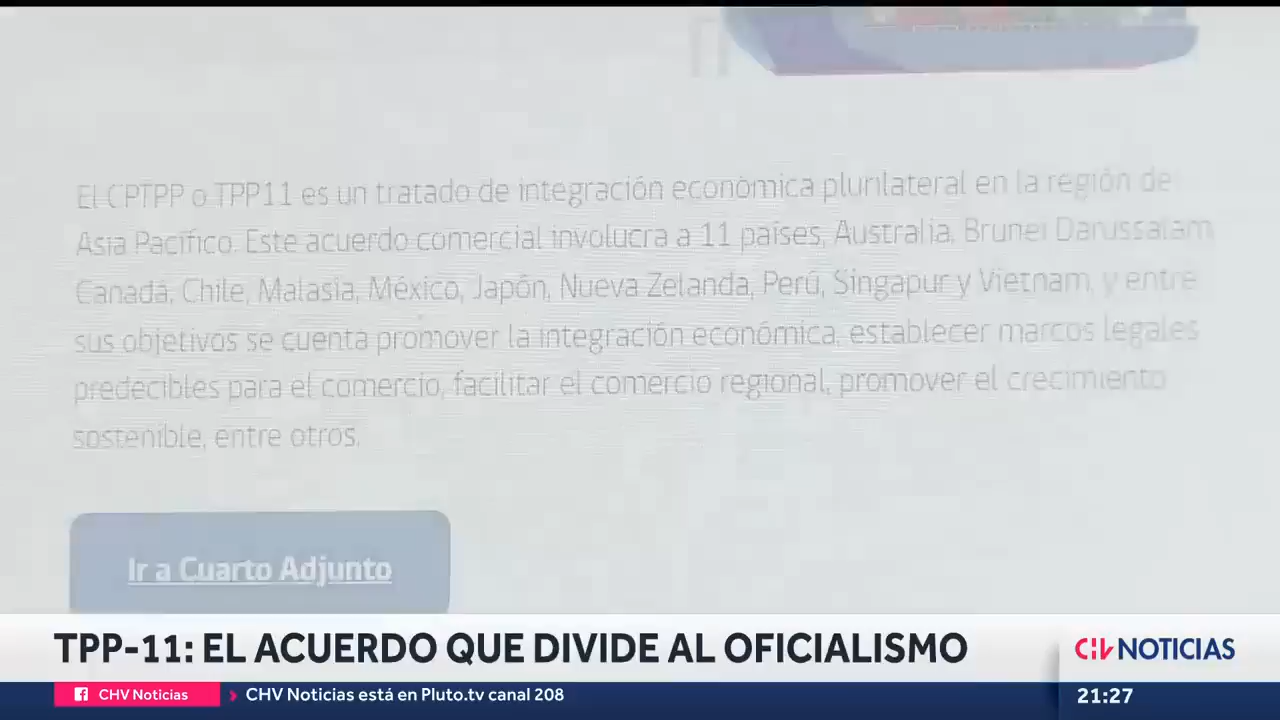 El CPTPP o TPP11 es un tratado de integración económica plurilateral en la región de
Asia Pacífico. Este acuerdo comercial involucra a 11 países, Australia, Brunei Darussalam
Canadá, Chile, Malasia, México, Japón, Nueva Zelanda, Perú, Singapur y Vietnam, y entre
sus objetivos se cuenta promover la integración económica, establecer marcos legales
predecibles para el comercio, facilitar el comercio regional, promover el crecimiento
sostenible, entre otros.
Ir a Cuarto Adjunto
TPP-11: EL ACUERDO QUE DIVIDE AL OFICIALISMO
CHV NOTICIAS
CHV Noticias
CHV Noticias está en Pluto.tv canal 208
21:27